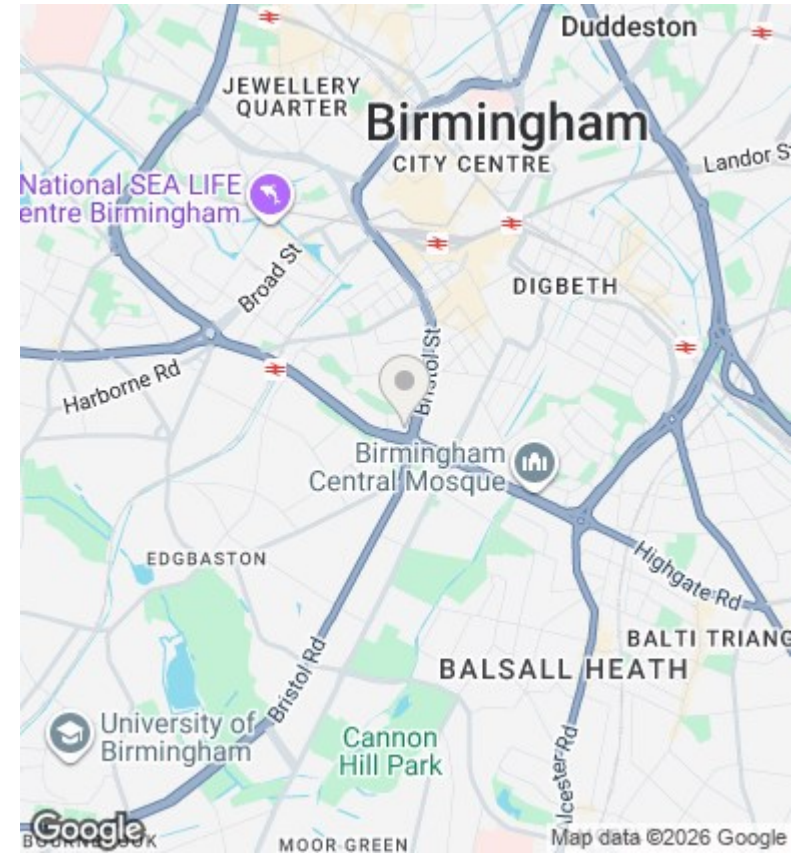 Duddeston
JEWELLERY
QUARTER
Birmingham
CITY CENTRE
Landor St
National SEA LIFE
entre Birmingham
Broad St
DIGBETH
Harborne Rd
Bristol St
Birmingham
Central Mosque
EDGBASTON
Highgate Rd
BALTI TRIANG
BALSALL HEATH
Bristol Rd
University of
Birmingham
Cannon
Hill Park
lcester Rd
Google
MOOR GREEN
Map data ©2026 Google